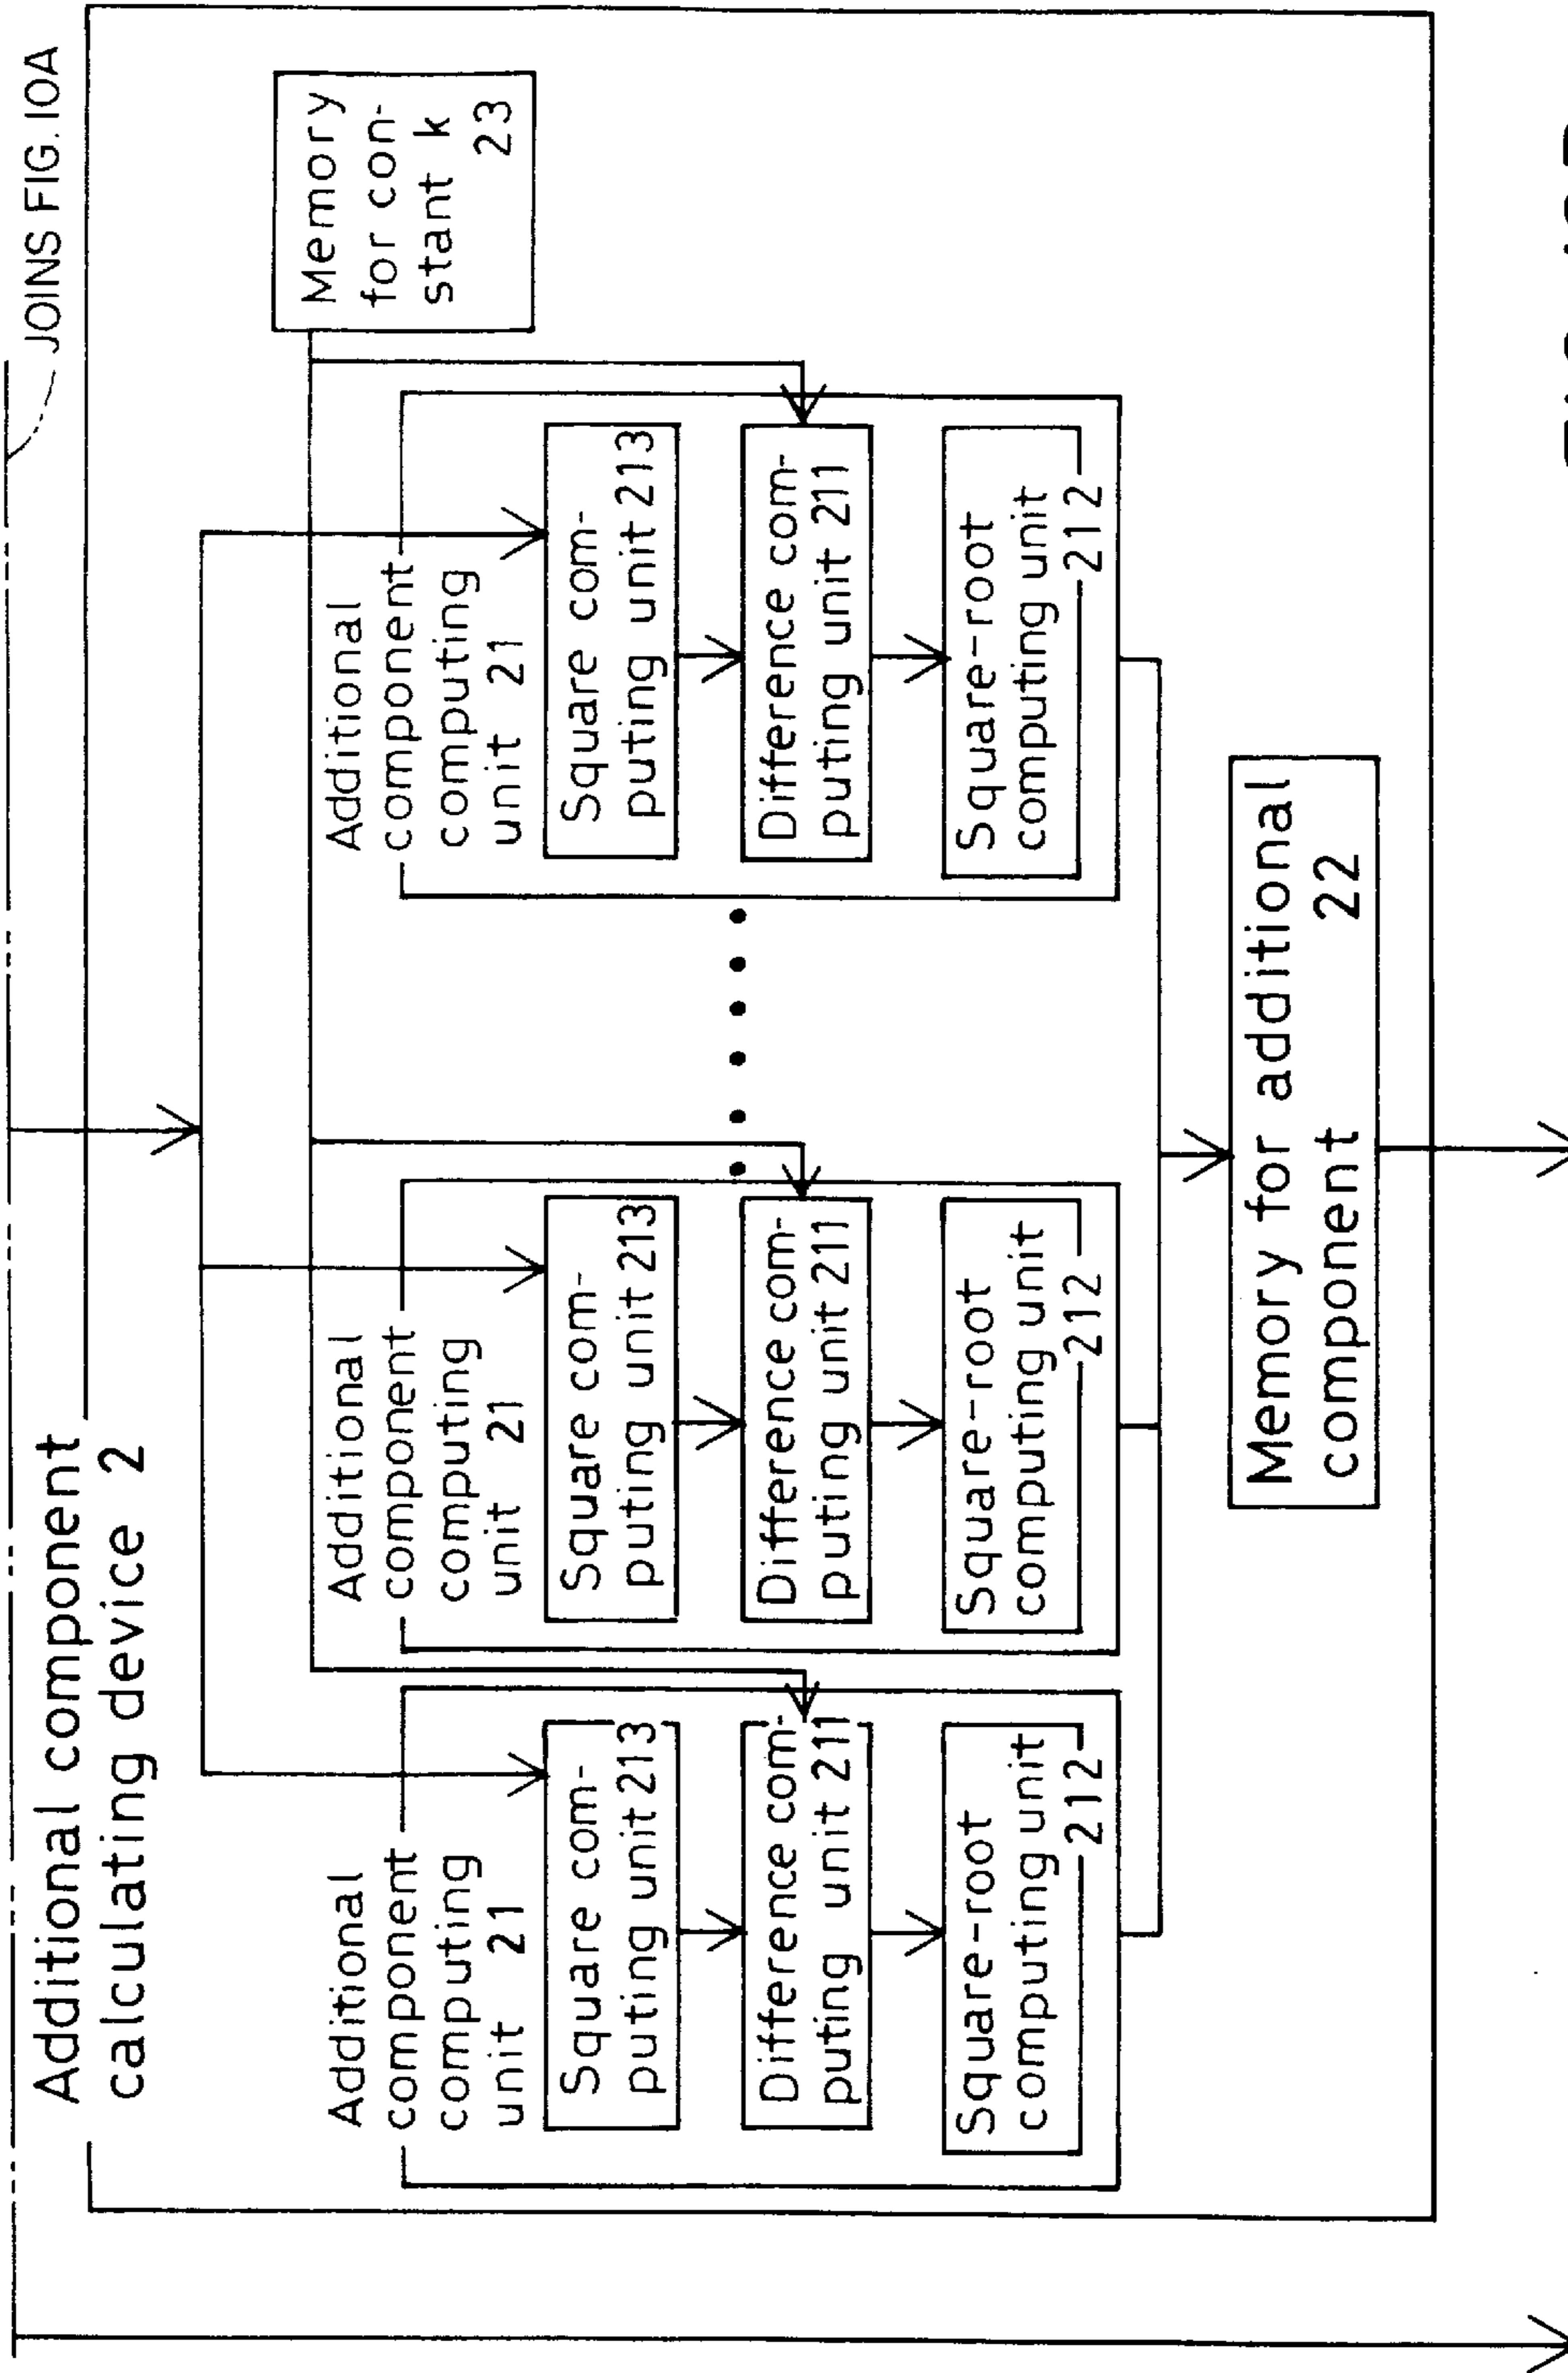 JOINS FIG. 10A
Additional component
calculating device 2
Memory
for con-
stant k
23
Additional
component
computing
unit 21
Square com-
puting unit 213
Difference com-
puting unit 211
Square-root
computing unit
212
Additional
component
computing
unit 21
Square com-
puting unit 213
Difference com-
puting unit 211
Square-root
computing unit
212
Additional
component
computing
unit 21
Square com-
puting unit 213
Difference com-
puting unit 211
Square-root
computing unit
212
Memory for additional
component 22